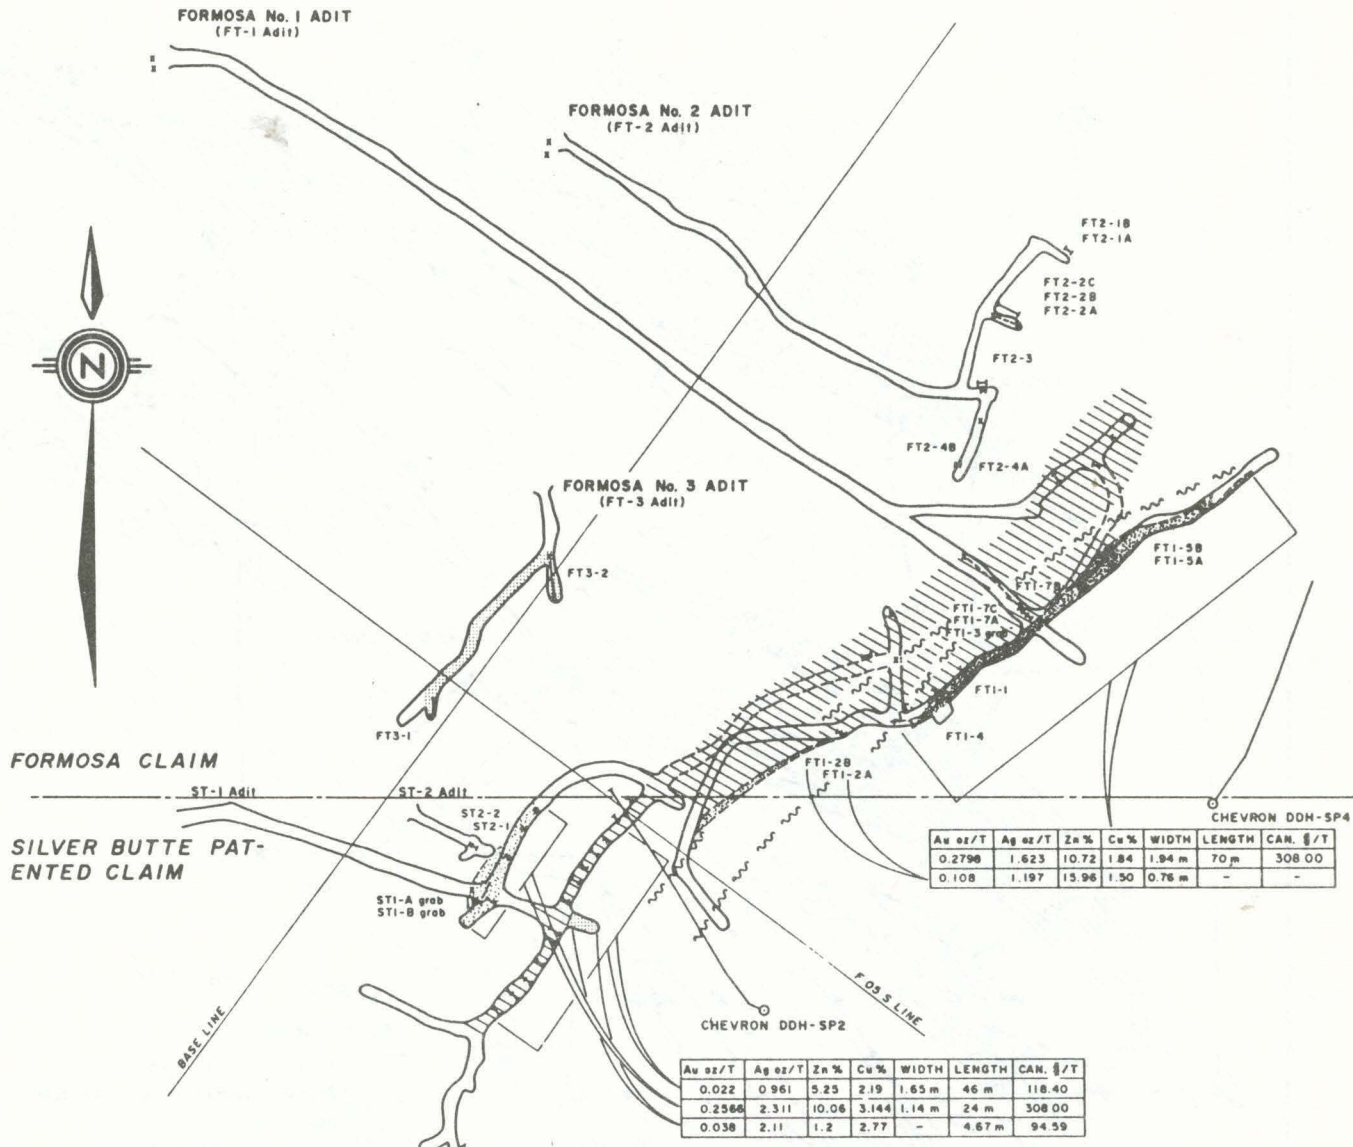 FORMOSA No. 1 ADIT
(FT-1 Adit)
FORMOSA No. 2 ADIT
(FT-2 Adit)
FT2-1B
FT2-1A
FT2-2C
FT2-2B
FT2-2A
FT2-3
N
FT2-4B
FT2-4A
FORMOSA No. 3 ADIT
(FT-3 Adit)
FT3-2
FT1-5B
FT1-5A
FT1-7B
FT1-7C
FT1-7A
FT1-3 grab
FT1-1
FT1-4
FT3-1
FORMOSA CLAIM
FT1-2B
FT1-2A
ST-1 Adit
ST-2 Adit
ST2-2
ST2-1
SILVER BUTTE PAT-
ENTED CLAIM
CHEVRON DDH-SP4
Au oz/T Ag oz/T Zn % Cu % WIDTH LENGTH CAN. $/T
0.2798 1.623 10.72 1.84 1.94 m 70 m 308.00
0.108 1.197 15.96 1.50 0.76 m - -
ST1-A grab
ST1-B grab
BASE LINE
F 05 S LINE
CHEVRON DDH-SP2
Au oz/T Ag oz/T Zn % Cu % WIDTH LENGTH CAN. $/T
0.022 0.961 5.25 2.19 1.65 m 46 m 118.40
0.2566 2.311 10.06 3.144 1.14 m 24 m 308.00
0.038 2.11 1.2 2.77 - 4.67 m 94.59